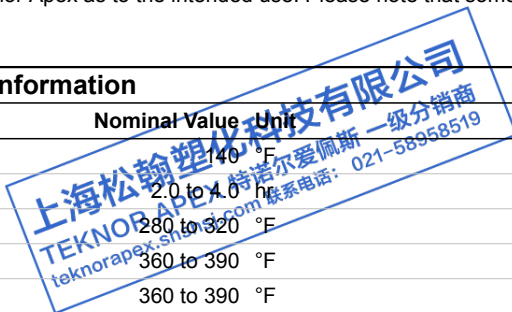 nor Apex as to the intended use. Please note that some
nformation
Nominal Value Unit
140 °F
2.0 to 4.0 hr
280 to 320 °F
360 to 390 °F
360 to 390 °F
上海松翰塑化科技有限公司
TEKNOR APEX 特诺尔爱佩斯 一级分销商
teknorapex.shshsj.com 联系电话： 021-58958519